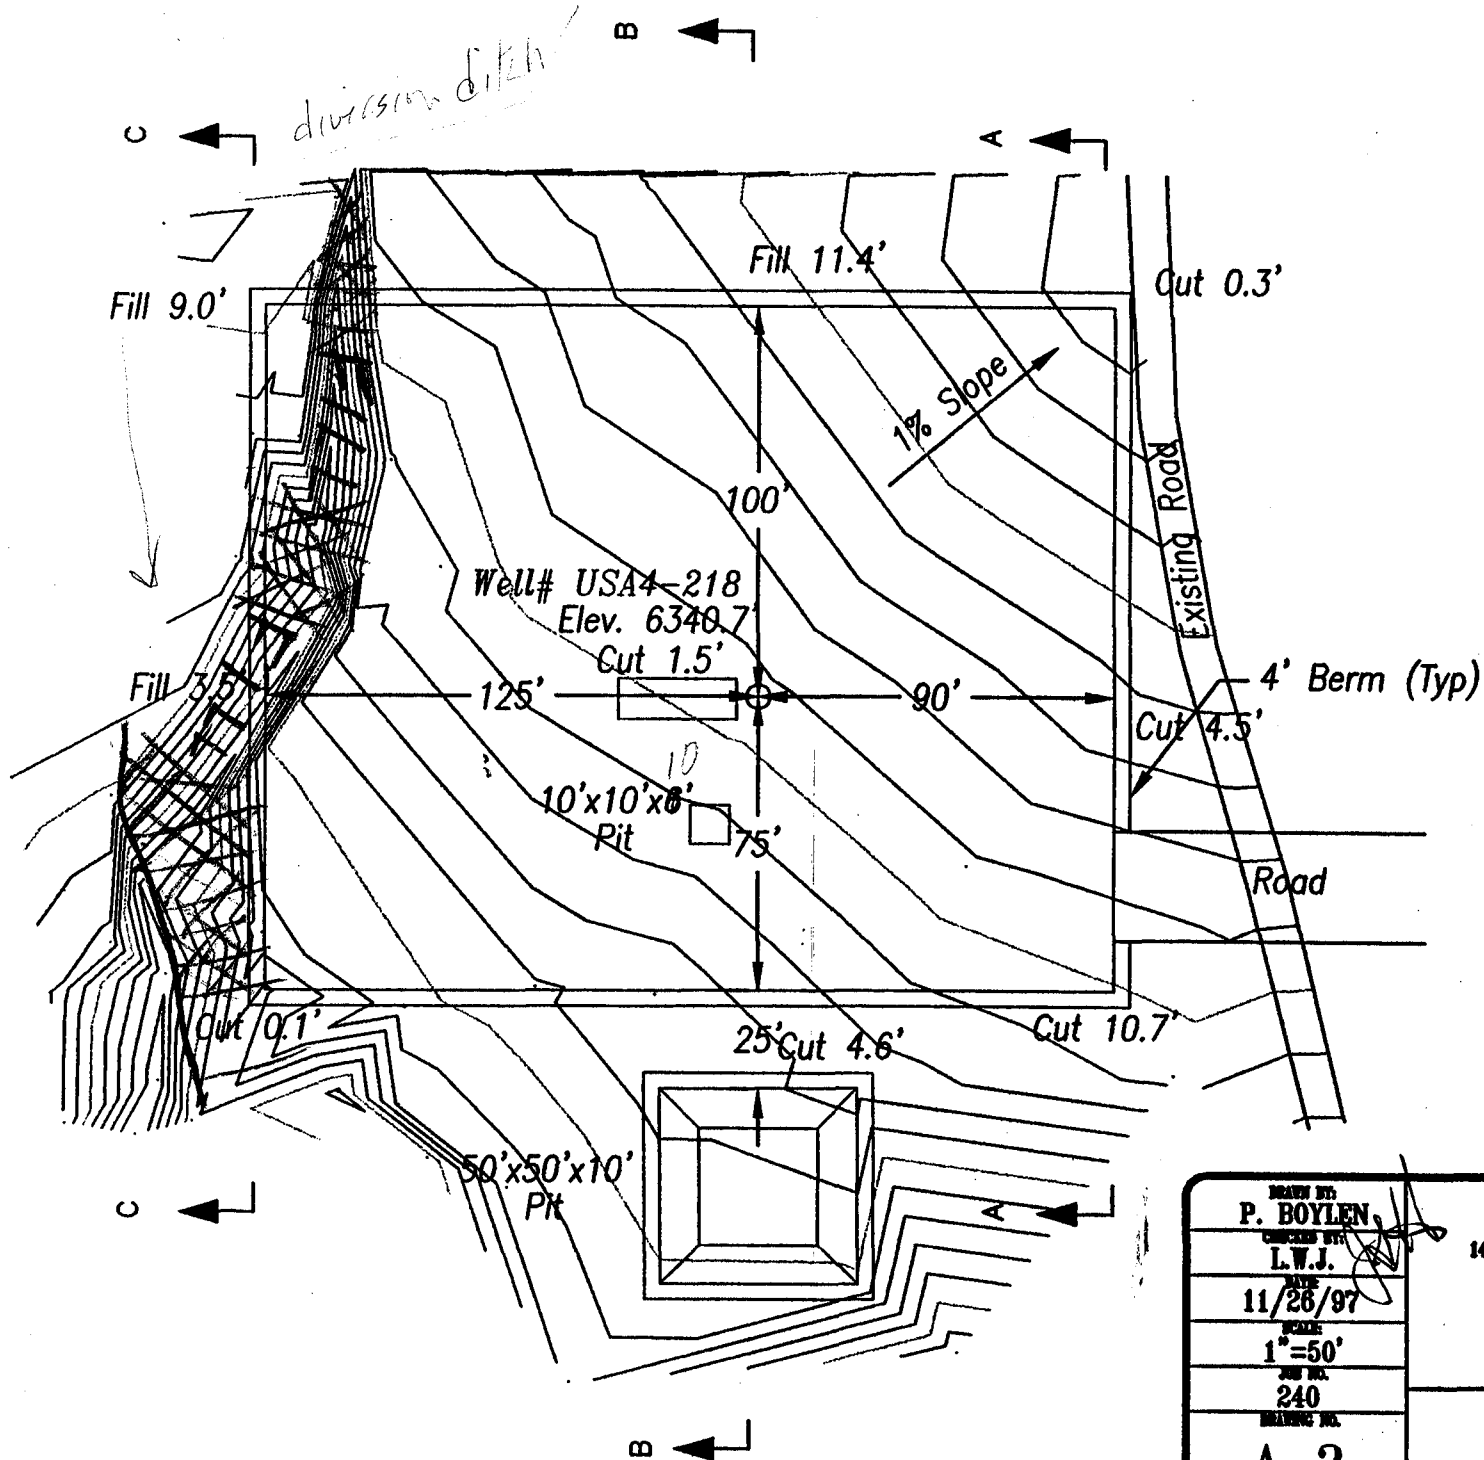 B
diversion ditch
C
A
Fill 11.4'
Cut 0.3'
Fill 9.0'
1% Slope
100'
Existing Road
Well# USA4-218
Elev. 6340.7'
Cut 1.5'
Fill 3.5'
125'
90'
4' Berm (Typ)
Cut 4.5'
10
10'x10'x6'
Pit
75'
Road
Cut 0.1'
25'
Cut 4.6'
Cut 10.7'
50'x50'x10'
Pit
C
A
B
DRAWN BY:
P. BOYLEN
CHECKED BY:
L.W.J.
DATE:
11/26/97
SCALE:
1"=50'
JOB NO.
240
DRAWING NO.
A-2
14